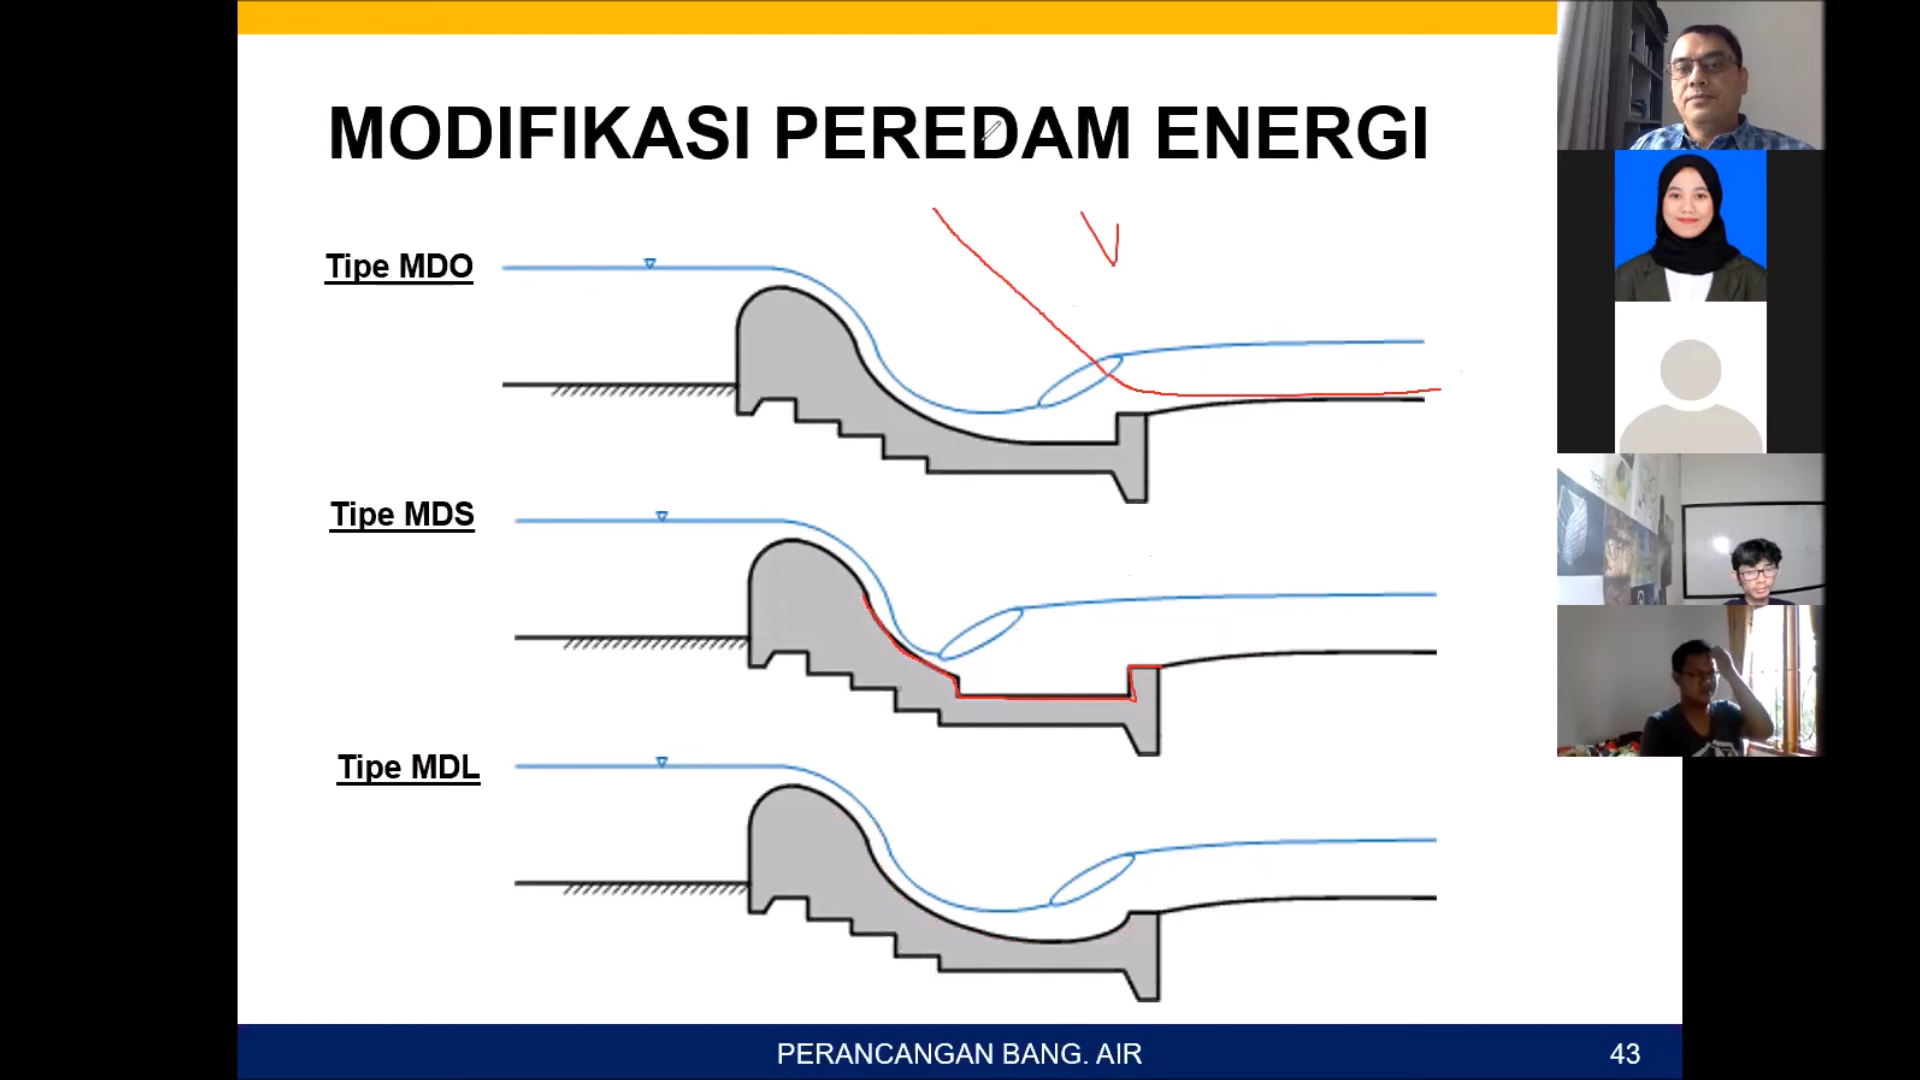 MODIFIKASI PEREDAM ENERGI
Tipe MDO
Tipe MDS
Tipe MDL
PERANCANGAN BANG. AIR
43